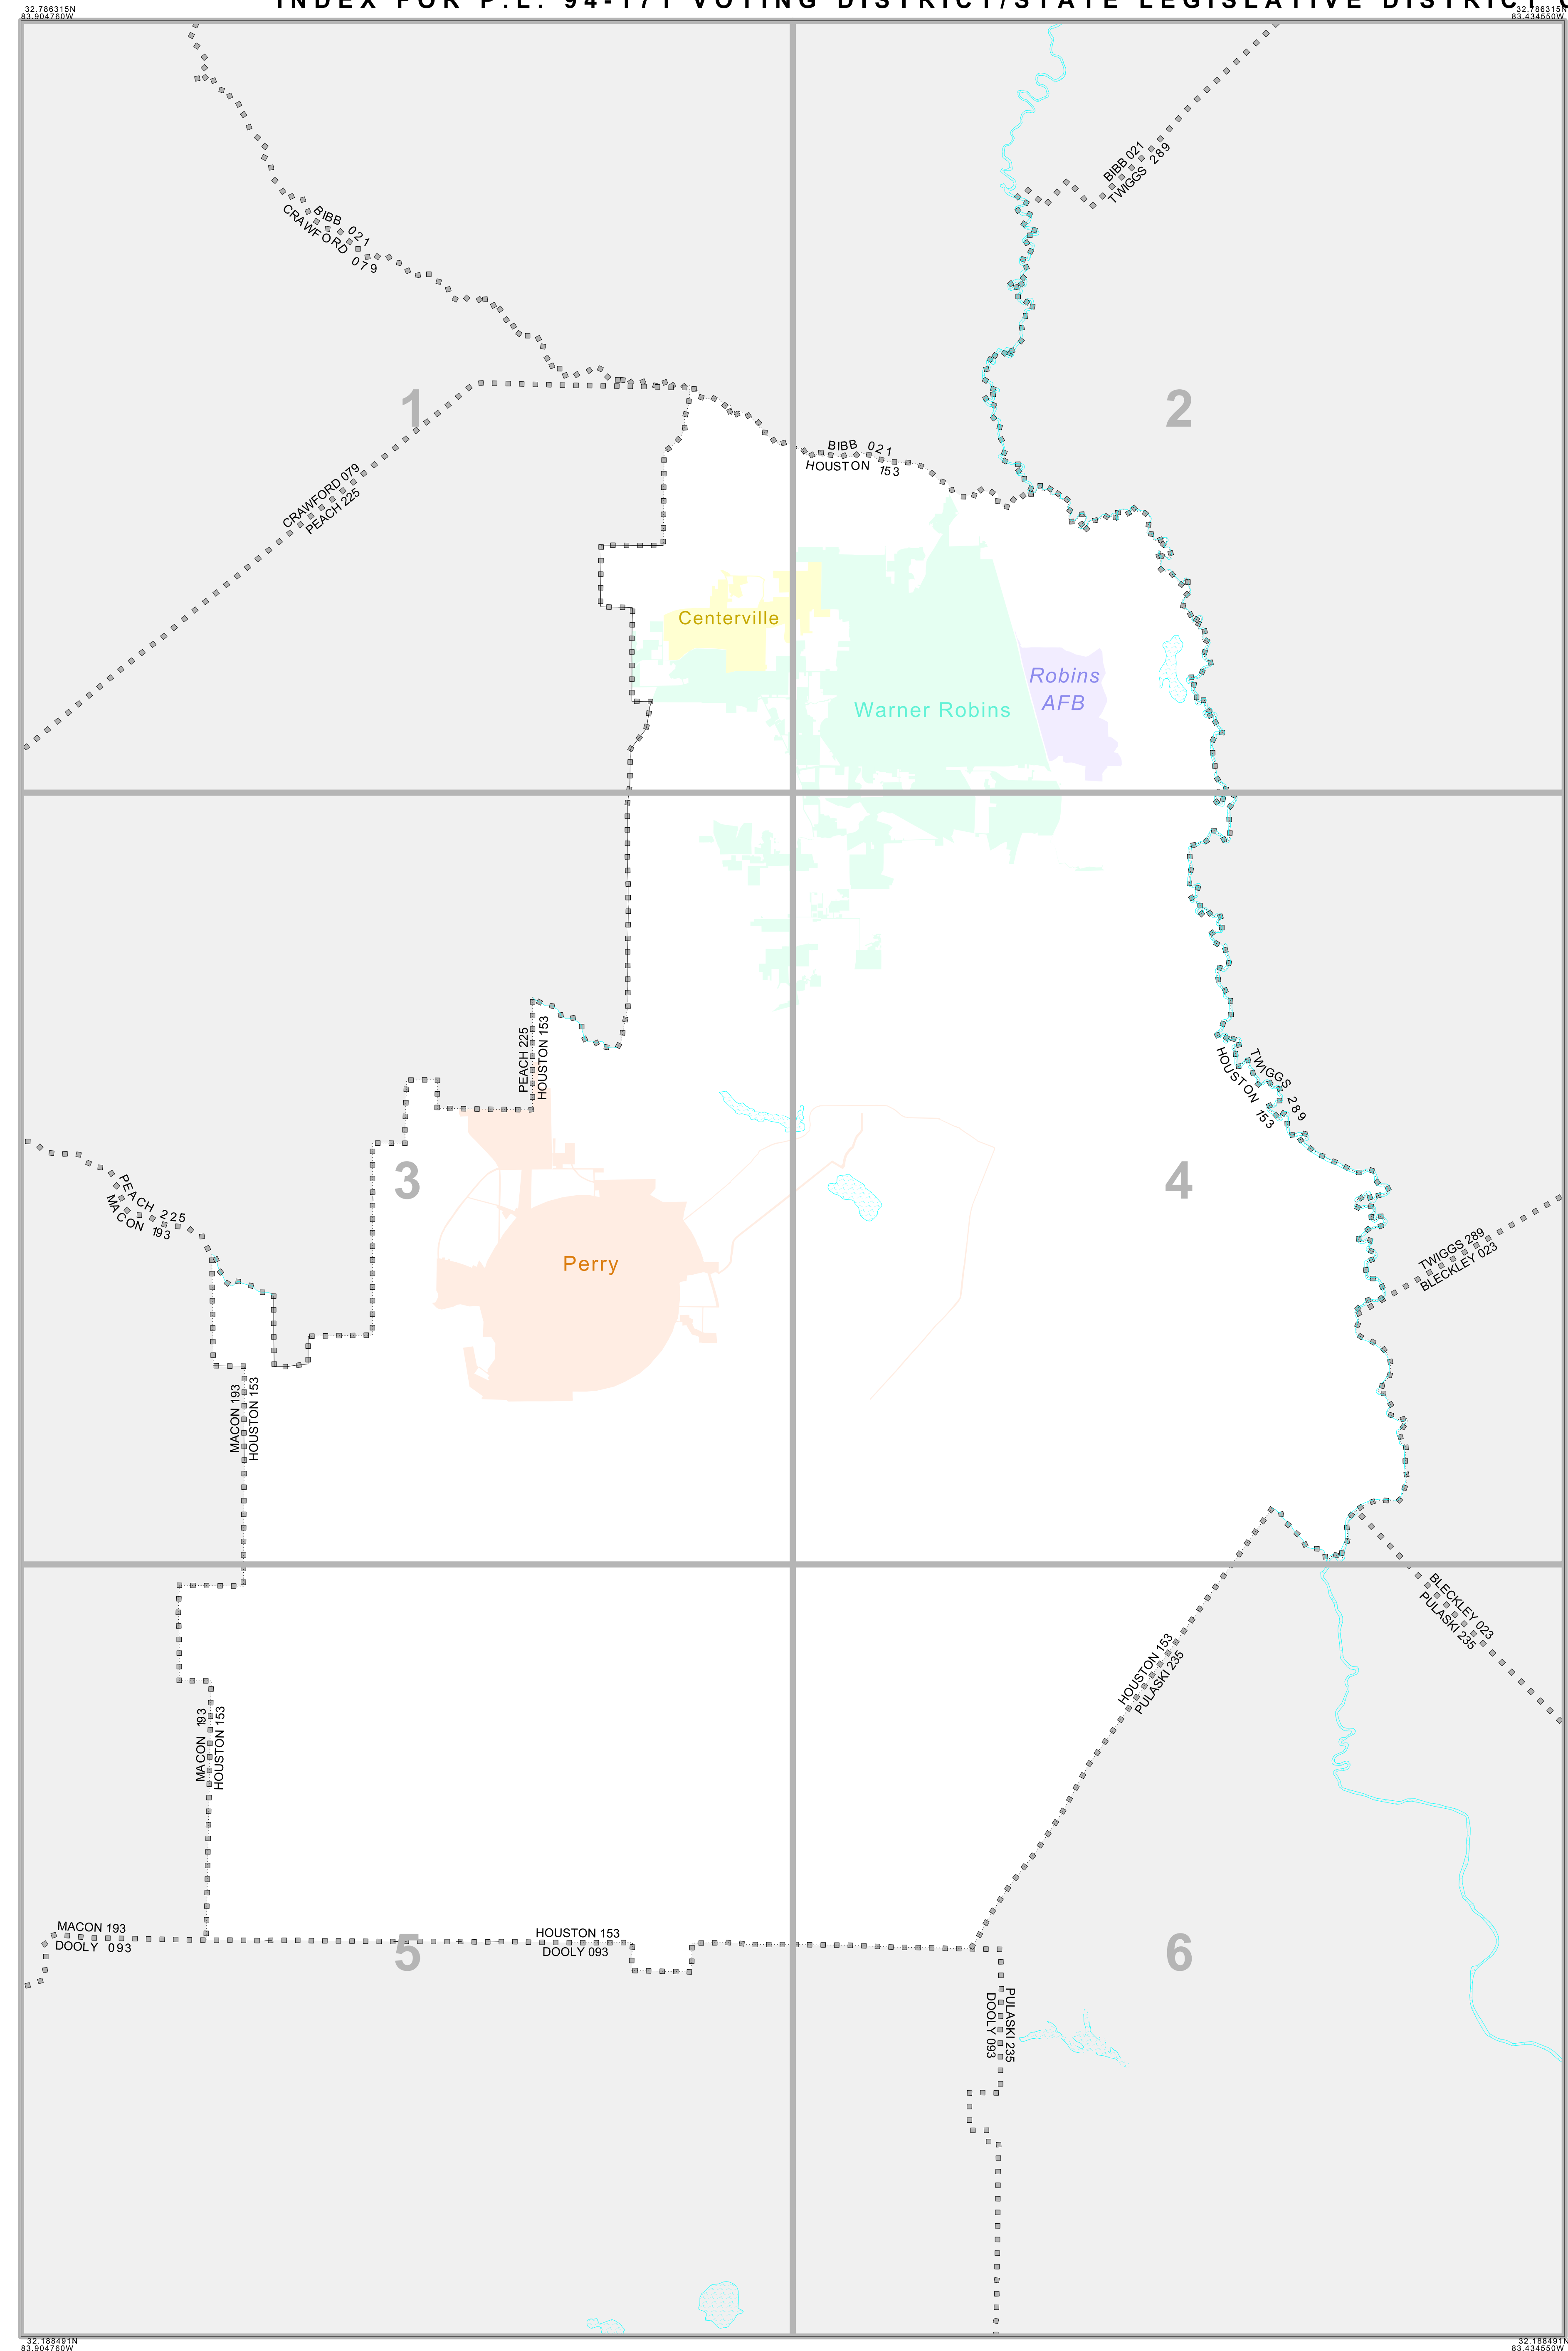 INDEX FOR P.L. 94-171 VOTING DISTRICT/STATE LEGISLATIVE DISTRICT
32.786315N
83.904760W
32.786315N
83.434550W
BIBB 021
TWIGGS 289
BIBB 021
CRAWFORD 079
1
2
BIBB 021
HOUSTON 153
CRAWFORD 079
PEACH 225
Centerville
Robins
AFB
Warner Robins
PEACH 225
HOUSTON 153
TWIGGS 289
HOUSTON 153
3
4
PEACH 225
MACON 193
TWIGGS 289
BLECKLEY 023
Perry
MACON 193
HOUSTON 153
BLECKLEY 023
PULASKI 235
HOUSTON 153
PULASKI 235
MACON 193
HOUSTON 153
MACON 193
DOOLY 093
HOUSTON 153
DOOLY 093
5
6
PULASKI 235
DOOLY 093
32.188491N
83.904760W
32.188491N
83.434550W